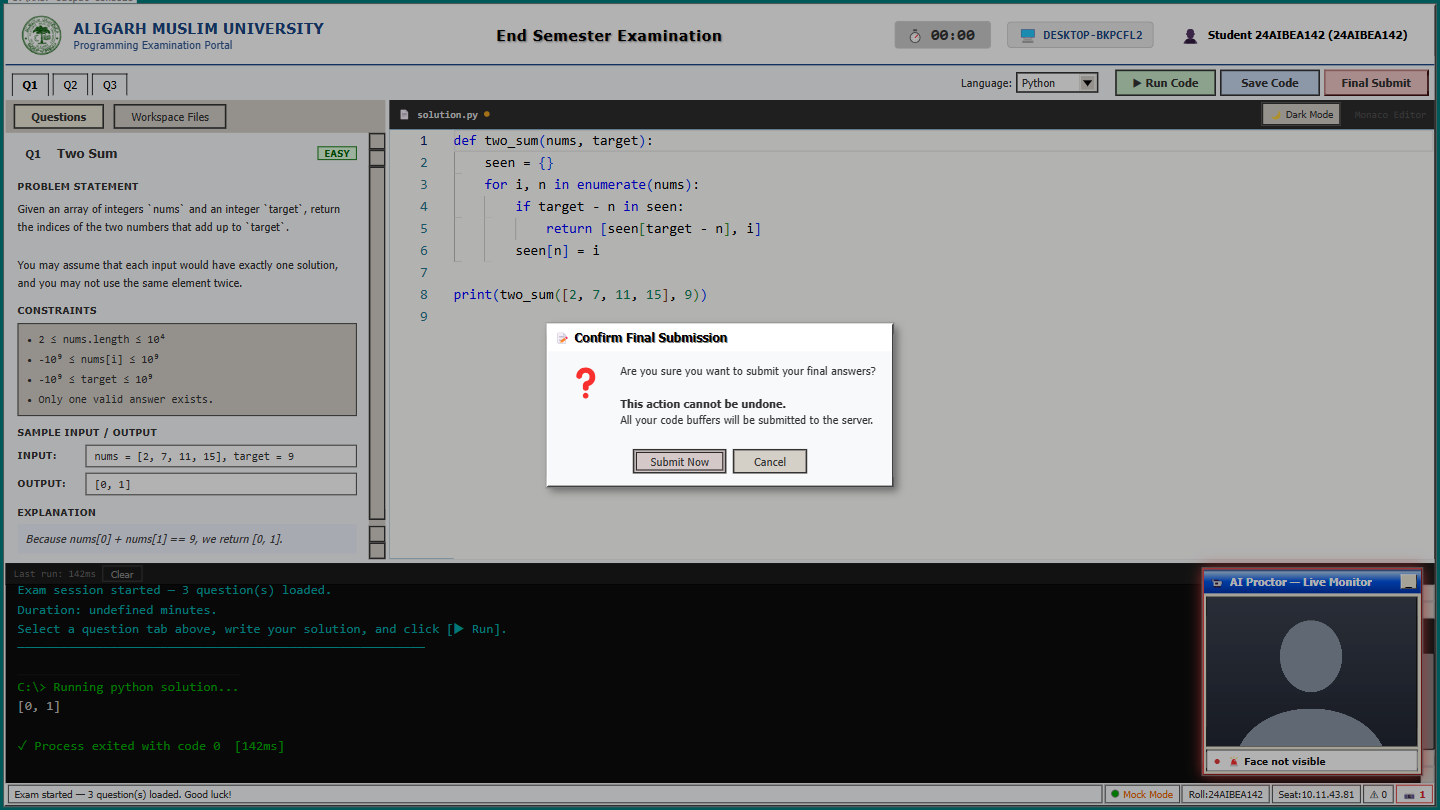 ALIGARH MUSLIM UNIVERSITY
Programming Examination Portal
End Semester Examination
00:00
DESKTOP-BKPCFL2
Student 24AIBEA142 (24AIBEA142)
Q1
Q2
Q3
Language:
Python
▶ Run Code
Save Code
Final Submit
Questions
Workspace Files
solution.py
Dark Mode
Monaco Editor
Q1 Two Sum
EASY
PROBLEM STATEMENT
Given an array of integers `nums` and an integer `target`, return
the indices of the two numbers that add up to `target`.
You may assume that each input would have exactly one solution,
and you may not use the same element twice.
CONSTRAINTS
• 2 ≤ nums.length ≤ 10⁴
• -10⁹ ≤ nums[i] ≤ 10⁹
• -10⁹ ≤ target ≤ 10⁹
• Only one valid answer exists.
SAMPLE INPUT / OUTPUT
INPUT:
nums = [2, 7, 11, 15], target = 9
OUTPUT:
[0, 1]
EXPLANATION
Because nums[0] + nums[1] == 9, we return [0, 1].
1 def two_sum(nums, target):
2 seen = {}
3 for i, n in enumerate(nums):
4 if target - n in seen:
5 return [seen[target - n], i]
6 seen[n] = i
7
8 print(two_sum([2, 7, 11, 15], 9))
9
Confirm Final Submission
Are you sure you want to submit your final answers?
This action cannot be undone.
All your code buffers will be submitted to the server.
Submit Now
Cancel
Last run: 142ms
Clear
Exam session started — 3 question(s) loaded.
Duration: undefined minutes.
Select a question tab above, write your solution, and click [▶ Run].
C:\> Running python solution...
[0, 1]
✓ Process exited with code 0 [142ms]
AI Proctor — Live Monitor
Face not visible
Exam started — 3 question(s) loaded. Good luck!
Mock Mode
Roll:24AIBEA142
Seat:10.11.43.81
⚠ 0
1